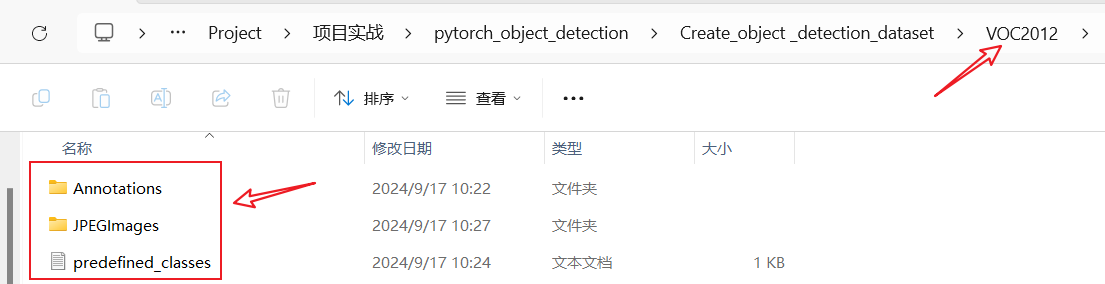 ... Project > 项目实战 > pytorch_object_detection > Create_object _detection_dataset > VOC2012 >
排序 查看 ...
名称 修改日期 类型 大小
Annotations 2024/9/17 10:22 文件夹
JPEGImages 2024/9/17 10:27 文件夹
predefined_classes 2024/9/17 10:24 文本文档 1 KB